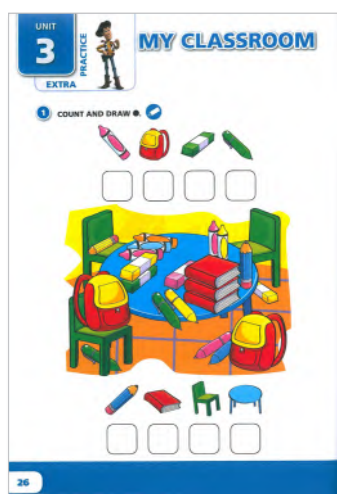 UNIT
3
EXTRA
PRACTICE
MY CLASSROOM
1 COUNT AND DRAW ●.
26